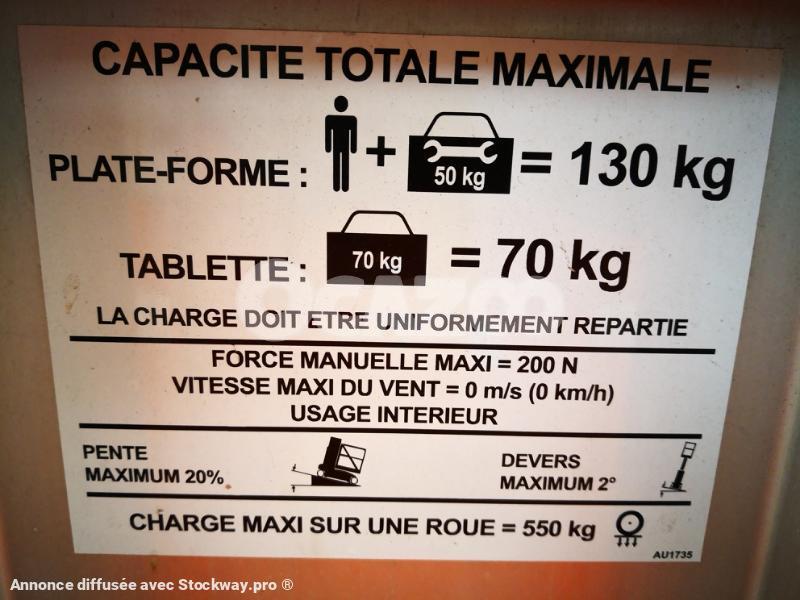 CAPACITE TOTALE MAXIMALE
PLATE-FORME : + 50 kg = 130 kg
TABLETTE : 70 kg = 70 kg
LA CHARGE DOIT ETRE UNIFORMEMENT REPARTIE
FORCE MANUELLE MAXI = 200 N
VITESSE MAXI DU VENT = 0 m/s (0 km/h)
USAGE INTERIEUR
PENTE
MAXIMUM 20%
DEVERS
MAXIMUM 2°
CHARGE MAXI SUR UNE ROUE = 550 kg
AU1735
Annonce diffusée avec Stockway.pro ®